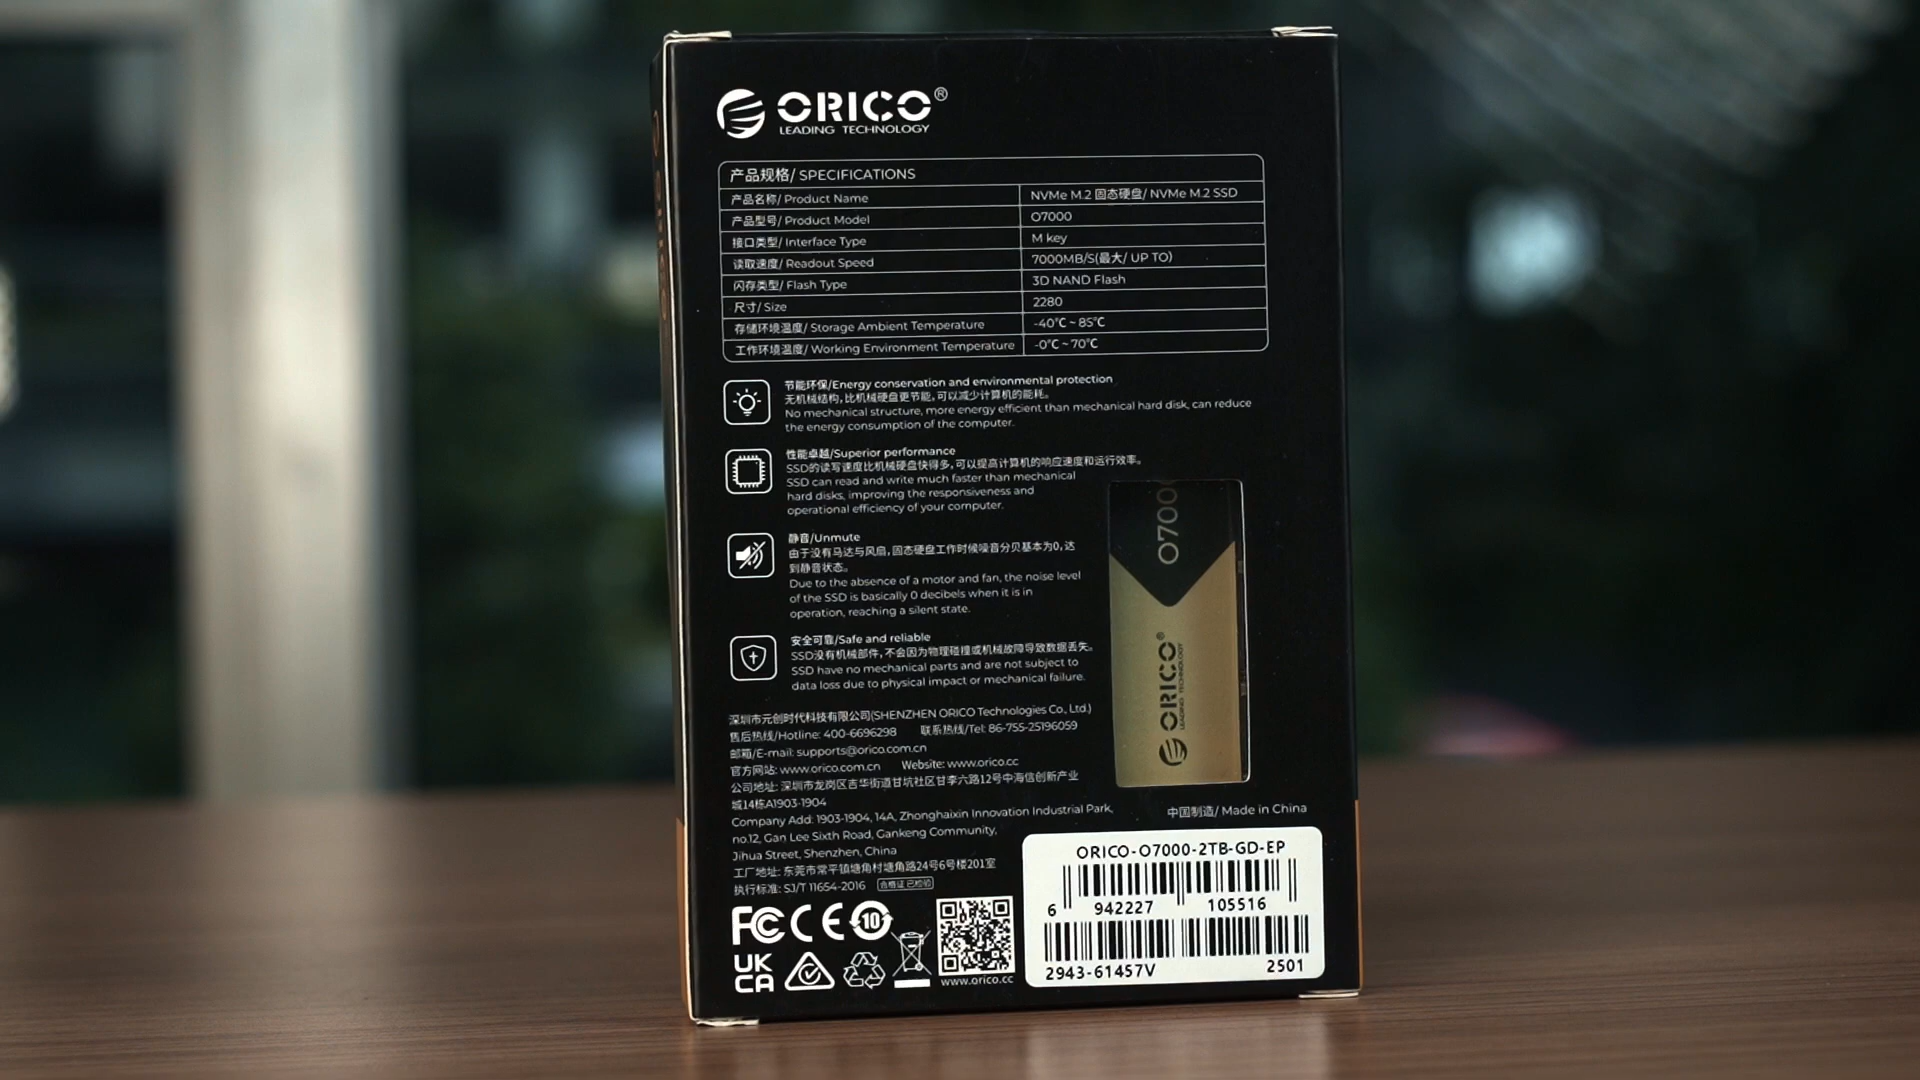 ORICO®
LEADING TECHNOLOGY
产品规格/ SPECIFICATIONS
产品名称/ Product Name NVMe M.2 固态硬盘/ NVMe M.2 SSD
产品型号/ Product Model O7000
接口类型/ Interface Type M key
读取速度/ Readout Speed 7000MB/S(最大/ UP TO)
闪存类型/ Flash Type 3D NAND Flash
尺寸/ Size 2280
存储环境温度/ Storage Ambient Temperature -40℃ ~ 85℃
工作环境温度/ Working Environment Temperature -0℃ ~ 70℃
节能环保/Energy conservation and environmental protection
无机械结构，比机械硬盘更节能，可以减少计算机的能耗。
No mechanical structure, more energy efficient than mechanical hard disk, can reduce
the energy consumption of the computer.
性能卓越/Superior performance
SSD的读写速度比机械硬盘快得多，可以提高计算机的响应速度和运行效率。
SSD can read and write much faster than mechanical
hard disks, improving the responsiveness and
operational efficiency of your computer.
静音/Unmute
由于没有马达与风扇，固态硬盘工作时候噪音分贝基本为0，达
到静音状态。
Due to the absence of a motor and fan, the noise level
of the SSD is basically 0 decibels when it is in
operation, reaching a silent state.
安全可靠/Safe and reliable
SSD没有机械部件，不会因为物理碰撞或机械故障导致数据丢失。
SSD have no mechanical parts and are not subject to
data loss due to physical impact or mechanical failure.
O700
ORICO®
LEADING TECHNOLOGY
深圳市元创时代科技有限公司(SHENZHEN ORICO Technologies Co., Ltd.)
售后热线/Hotline: 400-6696298 联系热线/Tel: 86-755-25196059
邮箱/E-mail: supports@orico.com.cn
官方网站: www.orico.com.cn Website: www.orico.cc
公司地址: 深圳市龙岗区吉华街道甘坑社区甘李六路12号中海信创新产业
城14栋A1903-1904
Company Add: 1903-1904, 14A, Zhonghaixin Innovation Industrial Park,
no.12, Gan Lee Sixth Road, Gankeng Community,
Jihua Street, Shenzhen, China
工厂地址: 东莞市常平镇塘角村塘角路24号6号楼201室
执行标准: SJ/T 11654-2016 合格证 已检验
中国制造/ Made in China
FC CE 10
UK
CA
www.orico.cc
ORICO-O7000-2TB-GD-EP
6 942227 105516
2943-61457V 2501